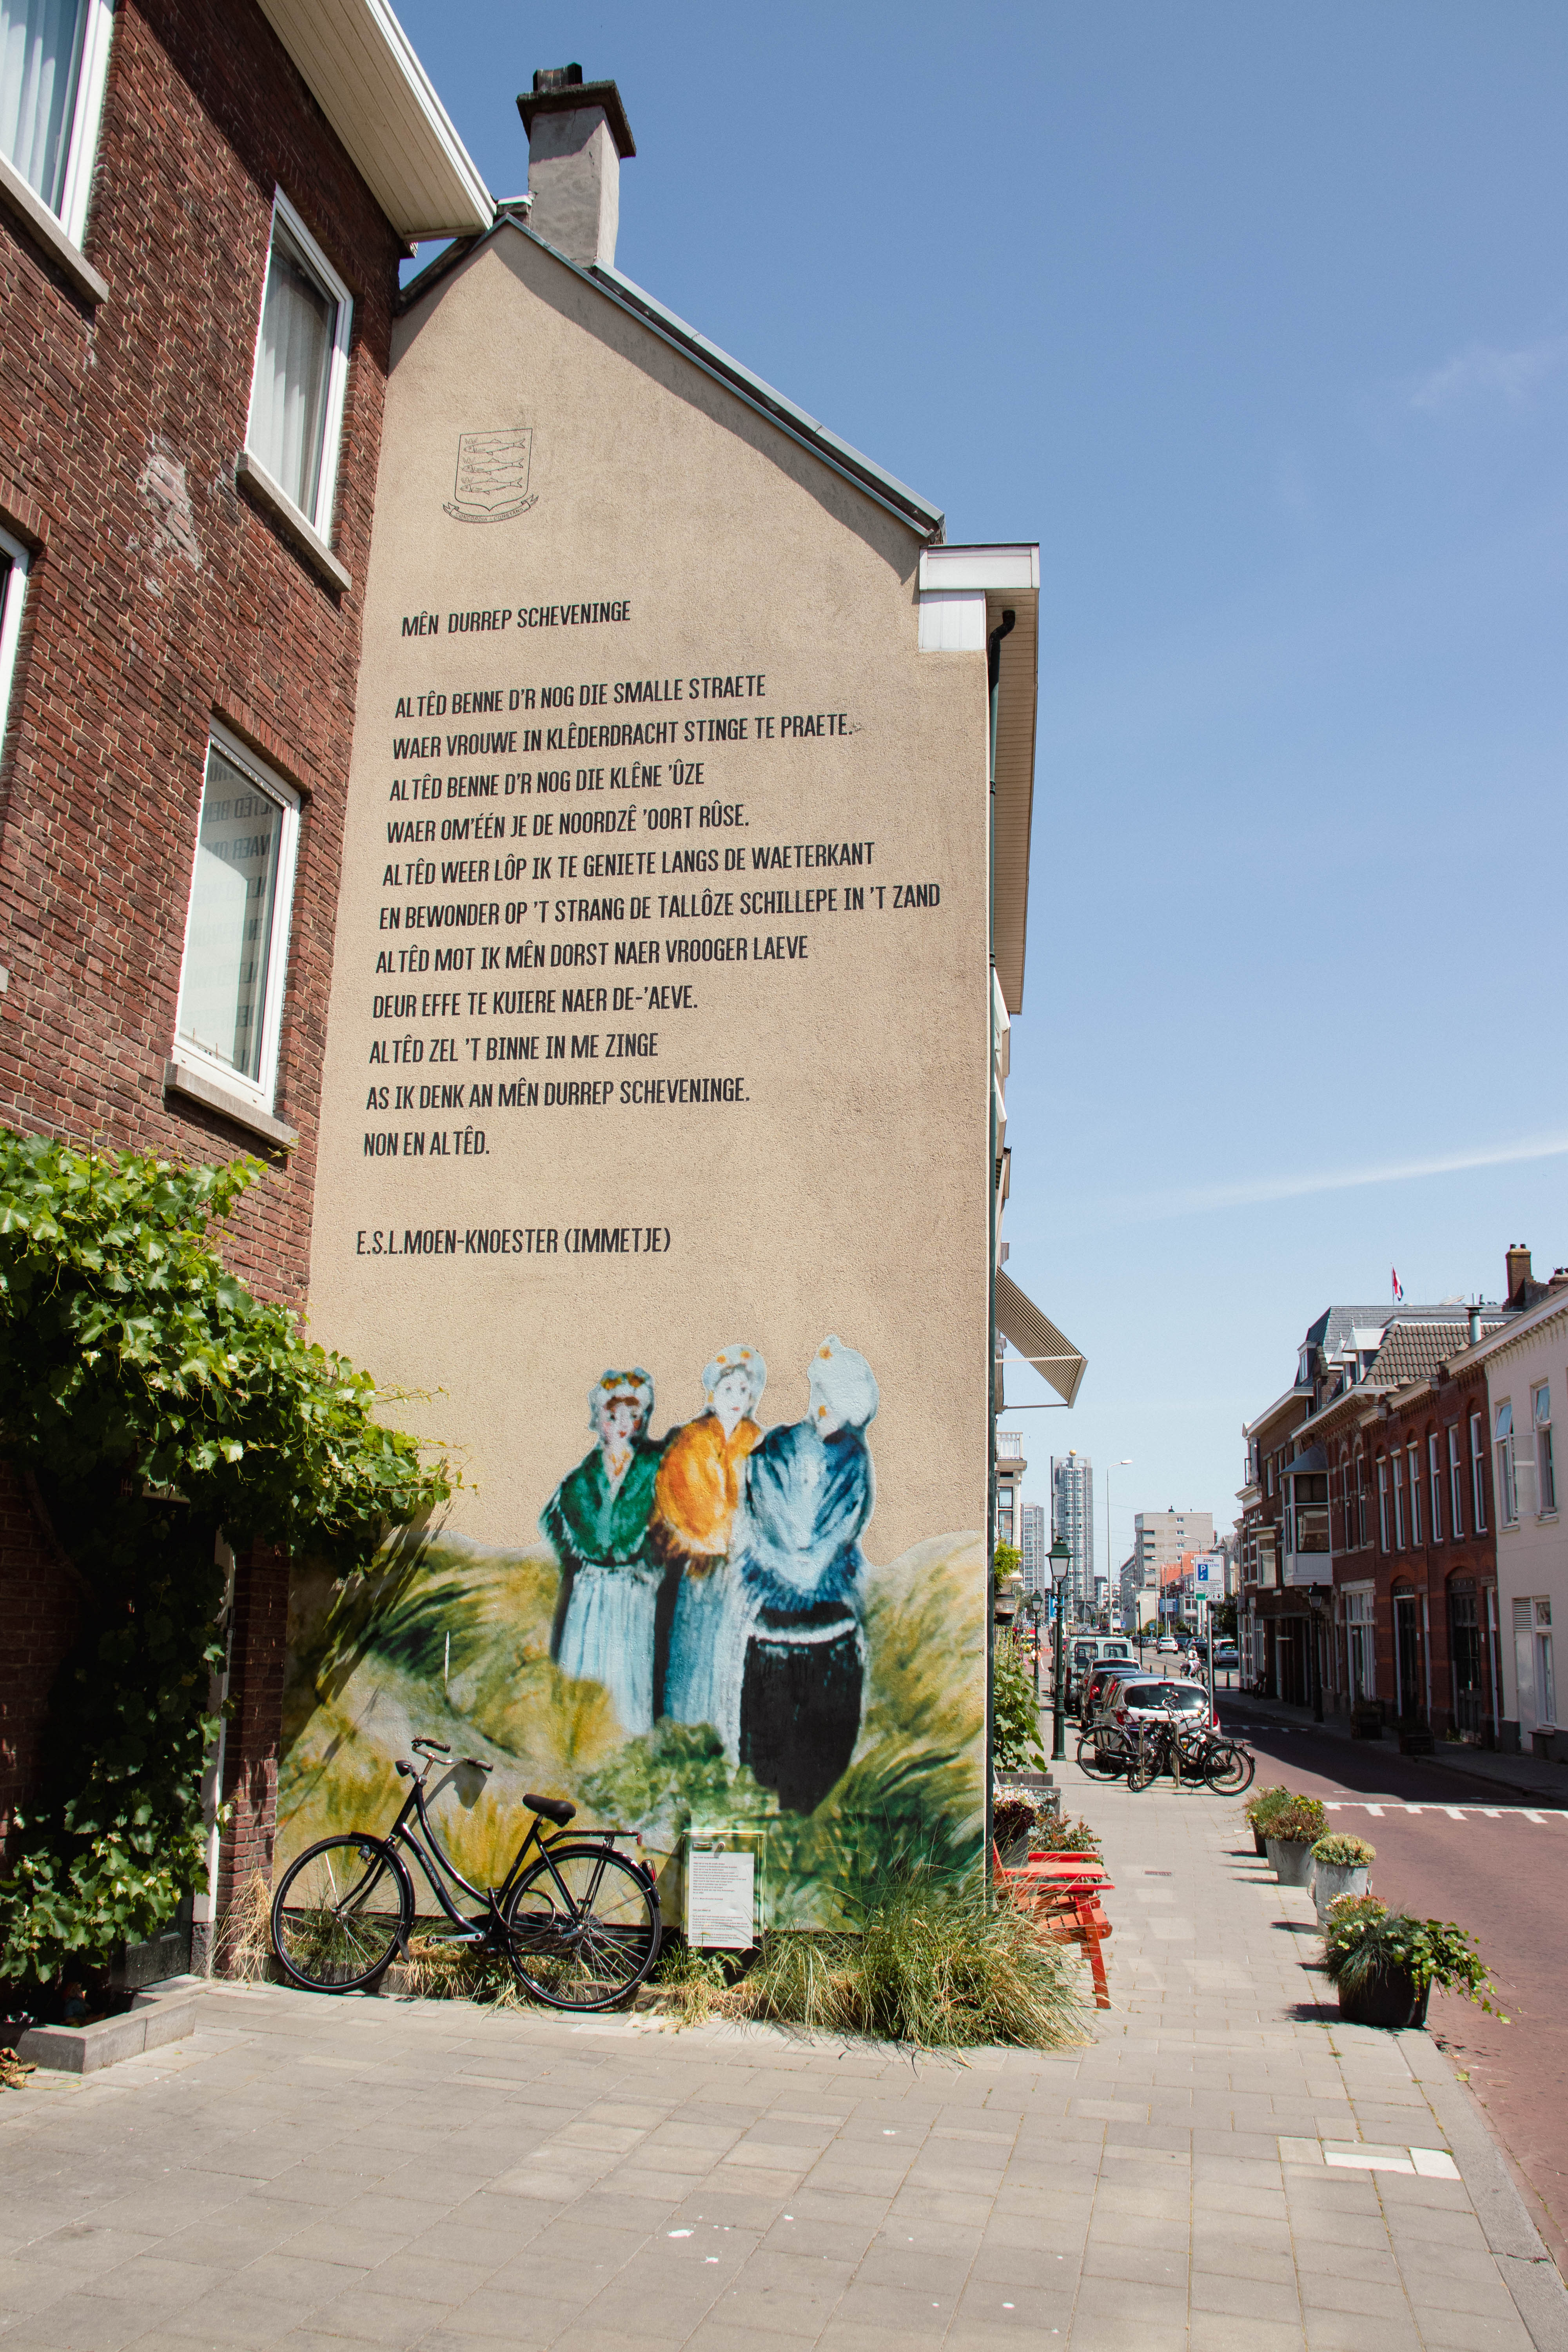 MÊN DURREP SCHEVENINGE
ALTÊD BENNE D'R NOG DIE SMALLE STRAETE
WAER VROUWE IN KLÊDERDRACHT STINGE TE PRAETE.
ALTÊD BENNE D'R NOG DIE KLÊNE 'ÛZE
WAER OM'ÉÉN JE DE NOORDZÊ 'OORT RÛSE.
ALTÊD WEER LÔP IK TE GENIETE LANGS DE WAETERKANT
EN BEWONDER OP 'T STRANG DE TALLÔZE SCHILLEPE IN 'T ZAND
ALTÊD MOT IK MÊN DORST NAER VROOGER LAEVE
DEUR EFFE TE KUIERE NAER DE-'AEVE.
ALTÊD ZEL 'T BINNE IN ME ZINGE
AS IK DENK AN MÊN DURREP SCHEVENINGE.
NON EN ALTÊD.
E.S.L.MOEN-KNOESTER (IMMETJE)
ZONE
P